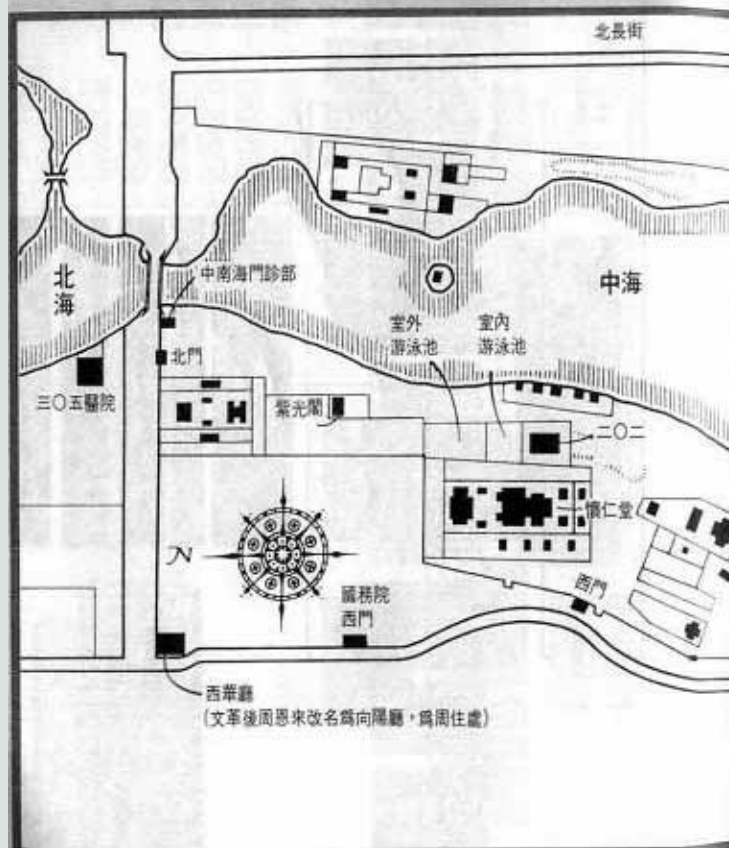 北長街
北海
中南海門診部
中海
室外
游泳池
室內
游泳池
北門
三〇五醫院
紫光閣
二〇二
懷仁堂
N
國務院
西門
西門
西華廳
(文革後周恩來改名爲向陽廳，爲周住處)